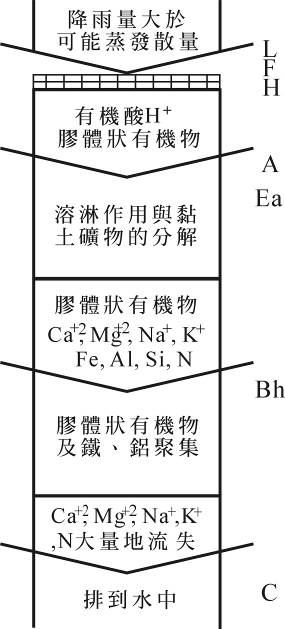 降雨量大於
可能蒸發散量
L
F
H
有機酸H+
膠體狀有機物
A
Ea
溶淋作用與黏
土礦物的分解
膠體狀有機物
Ca+2, Mg+2, Na+, K+
Fe, Al, Si, N
Bh
膠體狀有機物
及鐵、鋁聚集
Ca+2, Mg+2, Na+,K+
,N大量地流失
C
排到水中